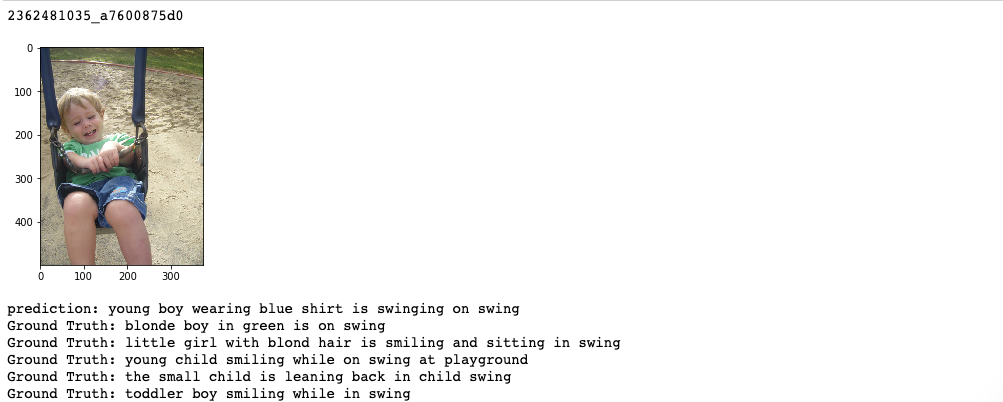 2362481035_a7600875d0
0
100
200
300
400
0 100 200 300
prediction: young boy wearing blue shirt is swinging on swing
Ground Truth: blonde boy in green is on swing
Ground Truth: little girl with blond hair is smiling and sitting in swing
Ground Truth: young child smiling while on swing at playground
Ground Truth: the small child is leaning back in child swing
Ground Truth: toddler boy smiling while in swing